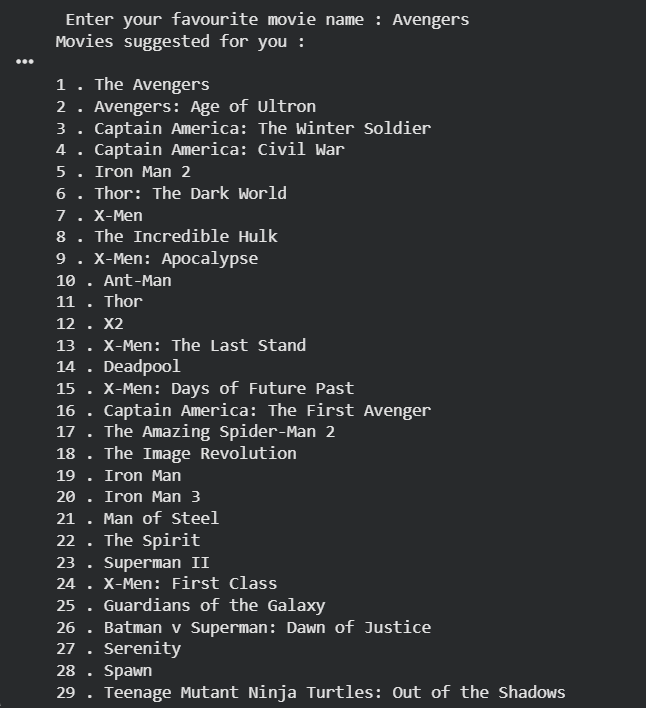 Enter your favourite movie name : Avengers
Movies suggested for you :
•••
1 . The Avengers
2 . Avengers: Age of Ultron
3 . Captain America: The Winter Soldier
4 . Captain America: Civil War
5 . Iron Man 2
6 . Thor: The Dark World
7 . X-Men
8 . The Incredible Hulk
9 . X-Men: Apocalypse
10 . Ant-Man
11 . Thor
12 . X2
13 . X-Men: The Last Stand
14 . Deadpool
15 . X-Men: Days of Future Past
16 . Captain America: The First Avenger
17 . The Amazing Spider-Man 2
18 . The Image Revolution
19 . Iron Man
20 . Iron Man 3
21 . Man of Steel
22 . The Spirit
23 . Superman II
24 . X-Men: First Class
25 . Guardians of the Galaxy
26 . Batman v Superman: Dawn of Justice
27 . Serenity
28 . Spawn
29 . Teenage Mutant Ninja Turtles: Out of the Shadows